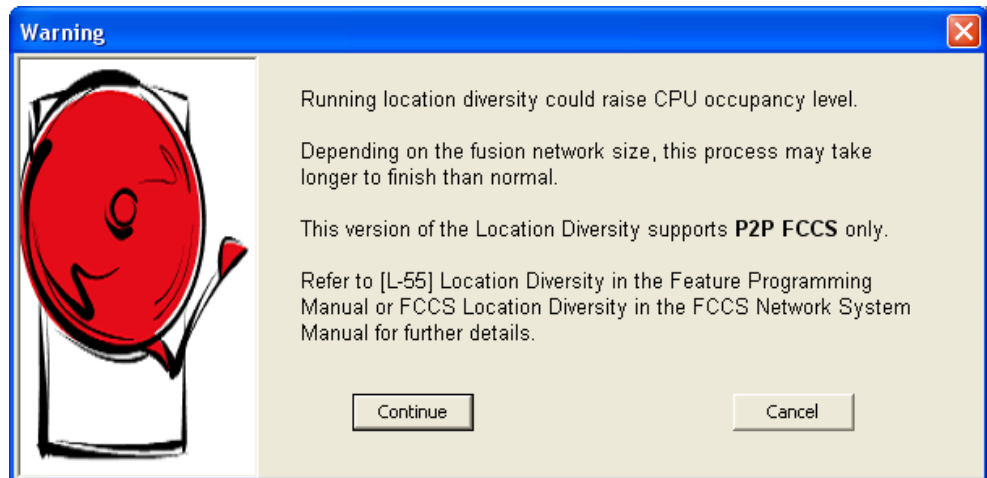 Warning
Running location diversity could raise CPU occupancy level.
Depending on the fusion network size, this process may take
longer to finish than normal.
This version of the Location Diversity supports P2P FCCS only.
Refer to [L-55] Location Diversity in the Feature Programming
Manual or FCCS Location Diversity in the FCCS Network System
Manual for further details.
Continue
Cancel